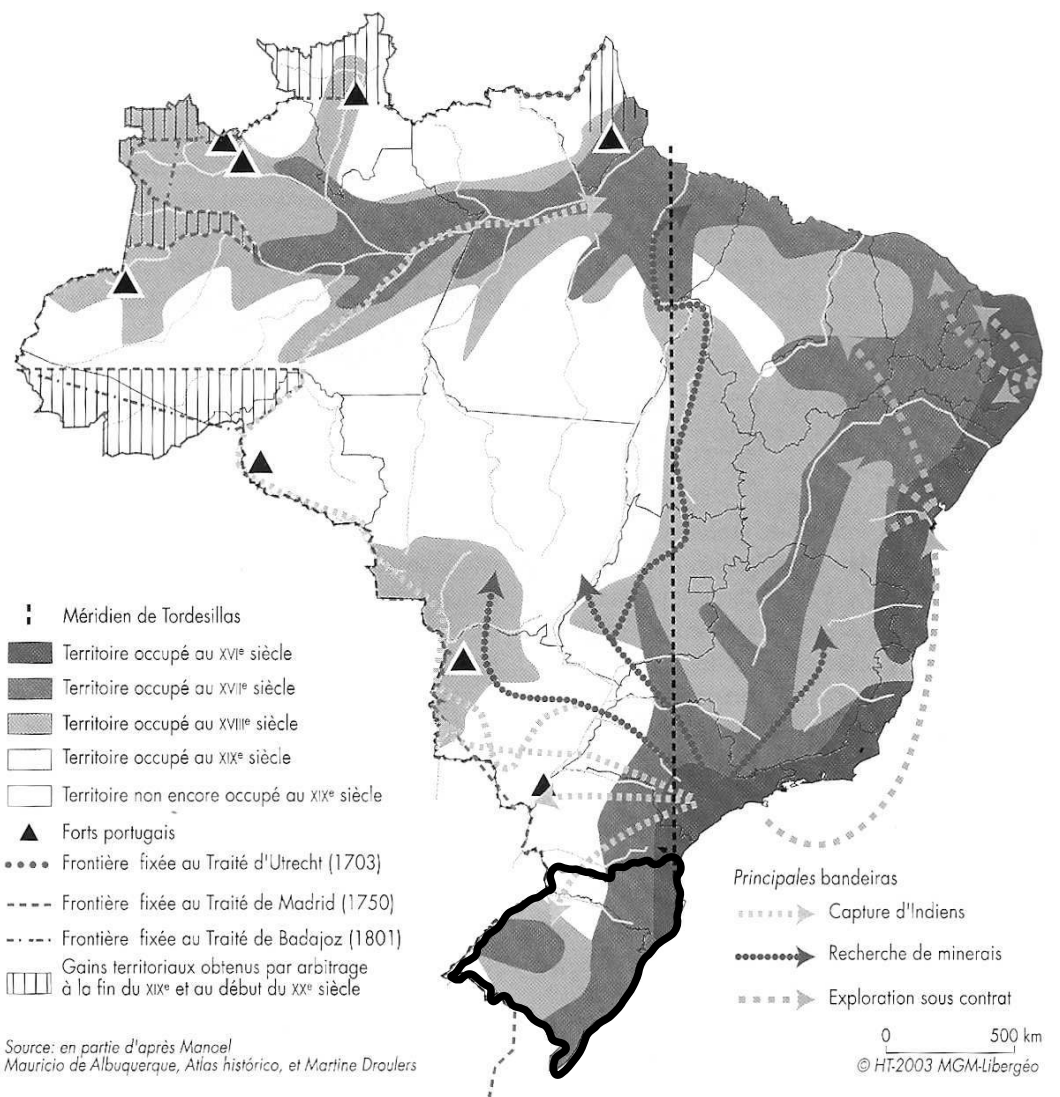 Méridien de Tordesillas
Territoire occupé au XVIe siècle
Territoire occupé au XVIIe siècle
Territoire occupé au XVIIIe siècle
Territoire occupé au XIXe siècle
Territoire non encore occupé au XIXe siècle
Forts portugais
Frontière fixée au Traité d'Utrecht (1703)
Frontière fixée au Traité de Madrid (1750)
Frontière fixée au Traité de Badajoz (1801)
Gains territoriaux obtenus par arbitrage
à la fin du XIXe et au début du XXe siècle
Source: en partie d'après Manoel
Mauricio de Albuquerque, Atlas histórico, et Martine Droulers
Principales bandeiras
Capture d'Indiens
Recherche de minerais
Exploration sous contrat
0 500 km
© HT-2003 MGM-Libergéo